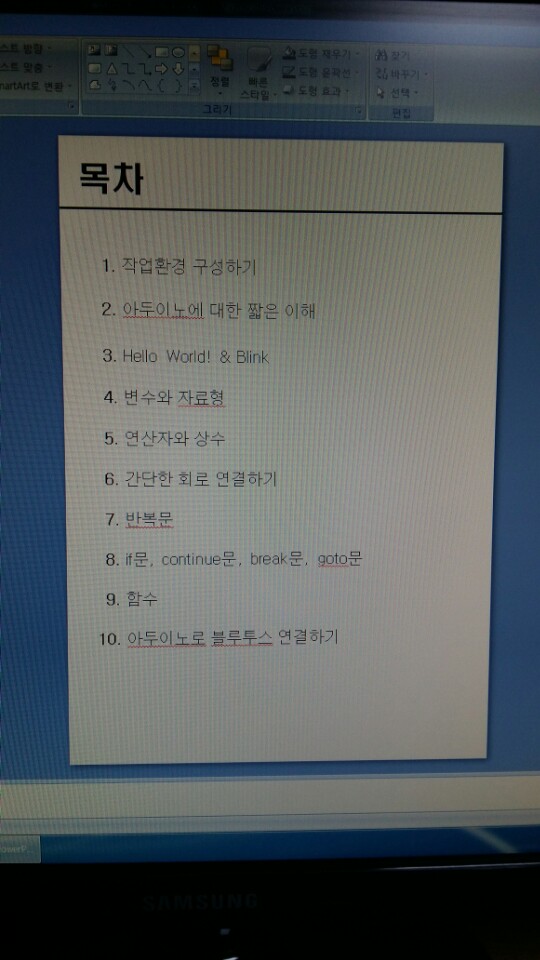 스트 맞춤
martArt로 변환
정렬
빠른
스타일
도형 채우기
도형 윤곽선
도형 효과
그리기
찾기
바꾸기
선택
편집
목차
1. 작업환경 구성하기
2. 아두이노에 대한 짧은 이해
3. Hello World! & Blink
4. 변수와 자료형
5. 연산자와 상수
6. 간단한 회로 연결하기
7. 반복문
8. if문, continue문, break문, goto문
9. 함수
10. 아두이노로 블루투스 연결하기
SAMSUNG